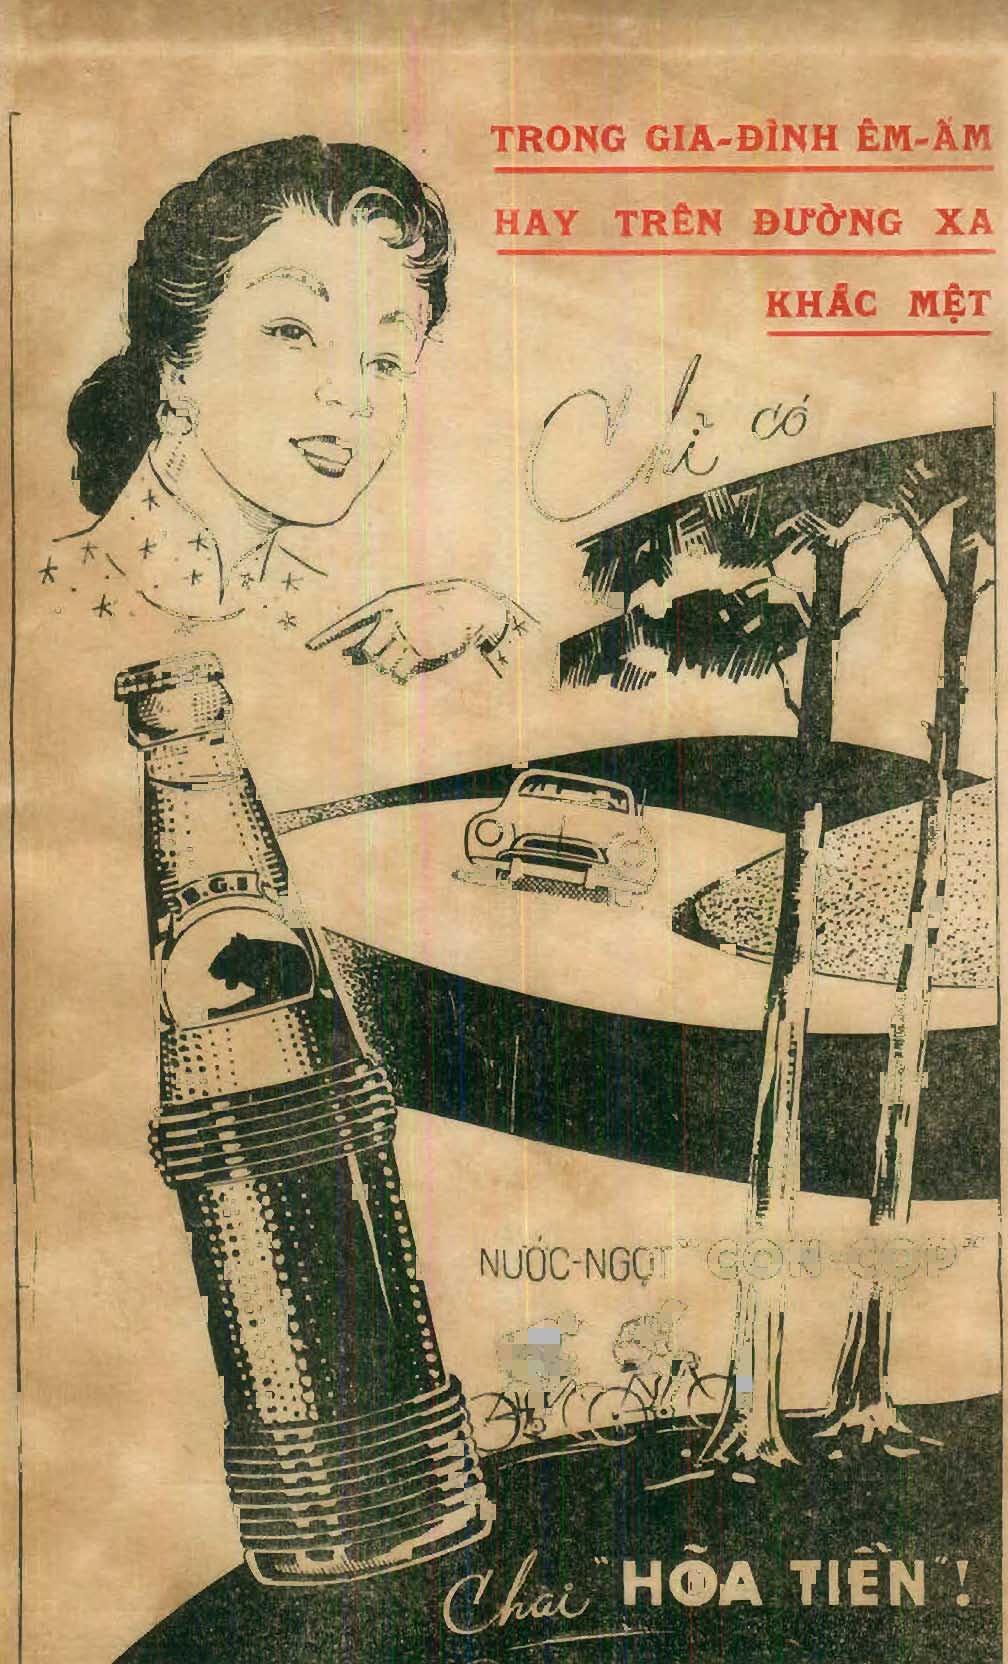 TRONG GIA-ĐÌNH ÊM-ẤM
HAY TRÊN ĐƯỜNG XA
KHÁC MỆT
Chỉ có
B.G.I
NƯỚC-NGỌT "CON-CỌP"
Chai "HỎA TIỄN"!